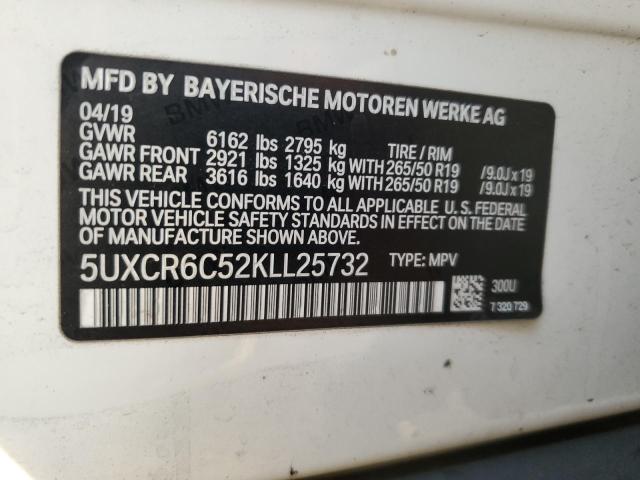 MFD BY BAYERISCHE MOTOREN WERKE AG
04/19
GVWR 6162 lbs 2795 kg TIRE / RIM
GAWR FRONT 2921 lbs 1325 kg WITH 265/50 R19 /9.0J x 19
GAWR REAR 3616 lbs 1640 kg WITH 265/50 R19 /9.0J x 19
THIS VEHICLE CONFORMS TO ALL APPLICABLE U.S. FEDERAL
MOTOR VEHICLE SAFETY STANDARDS IN EFFECT ON THE
DATE OF MANUFACTURE SHOWN ABOVE.
5UXCR6C52KLL25732 TYPE: MPV
300U
7 320 729